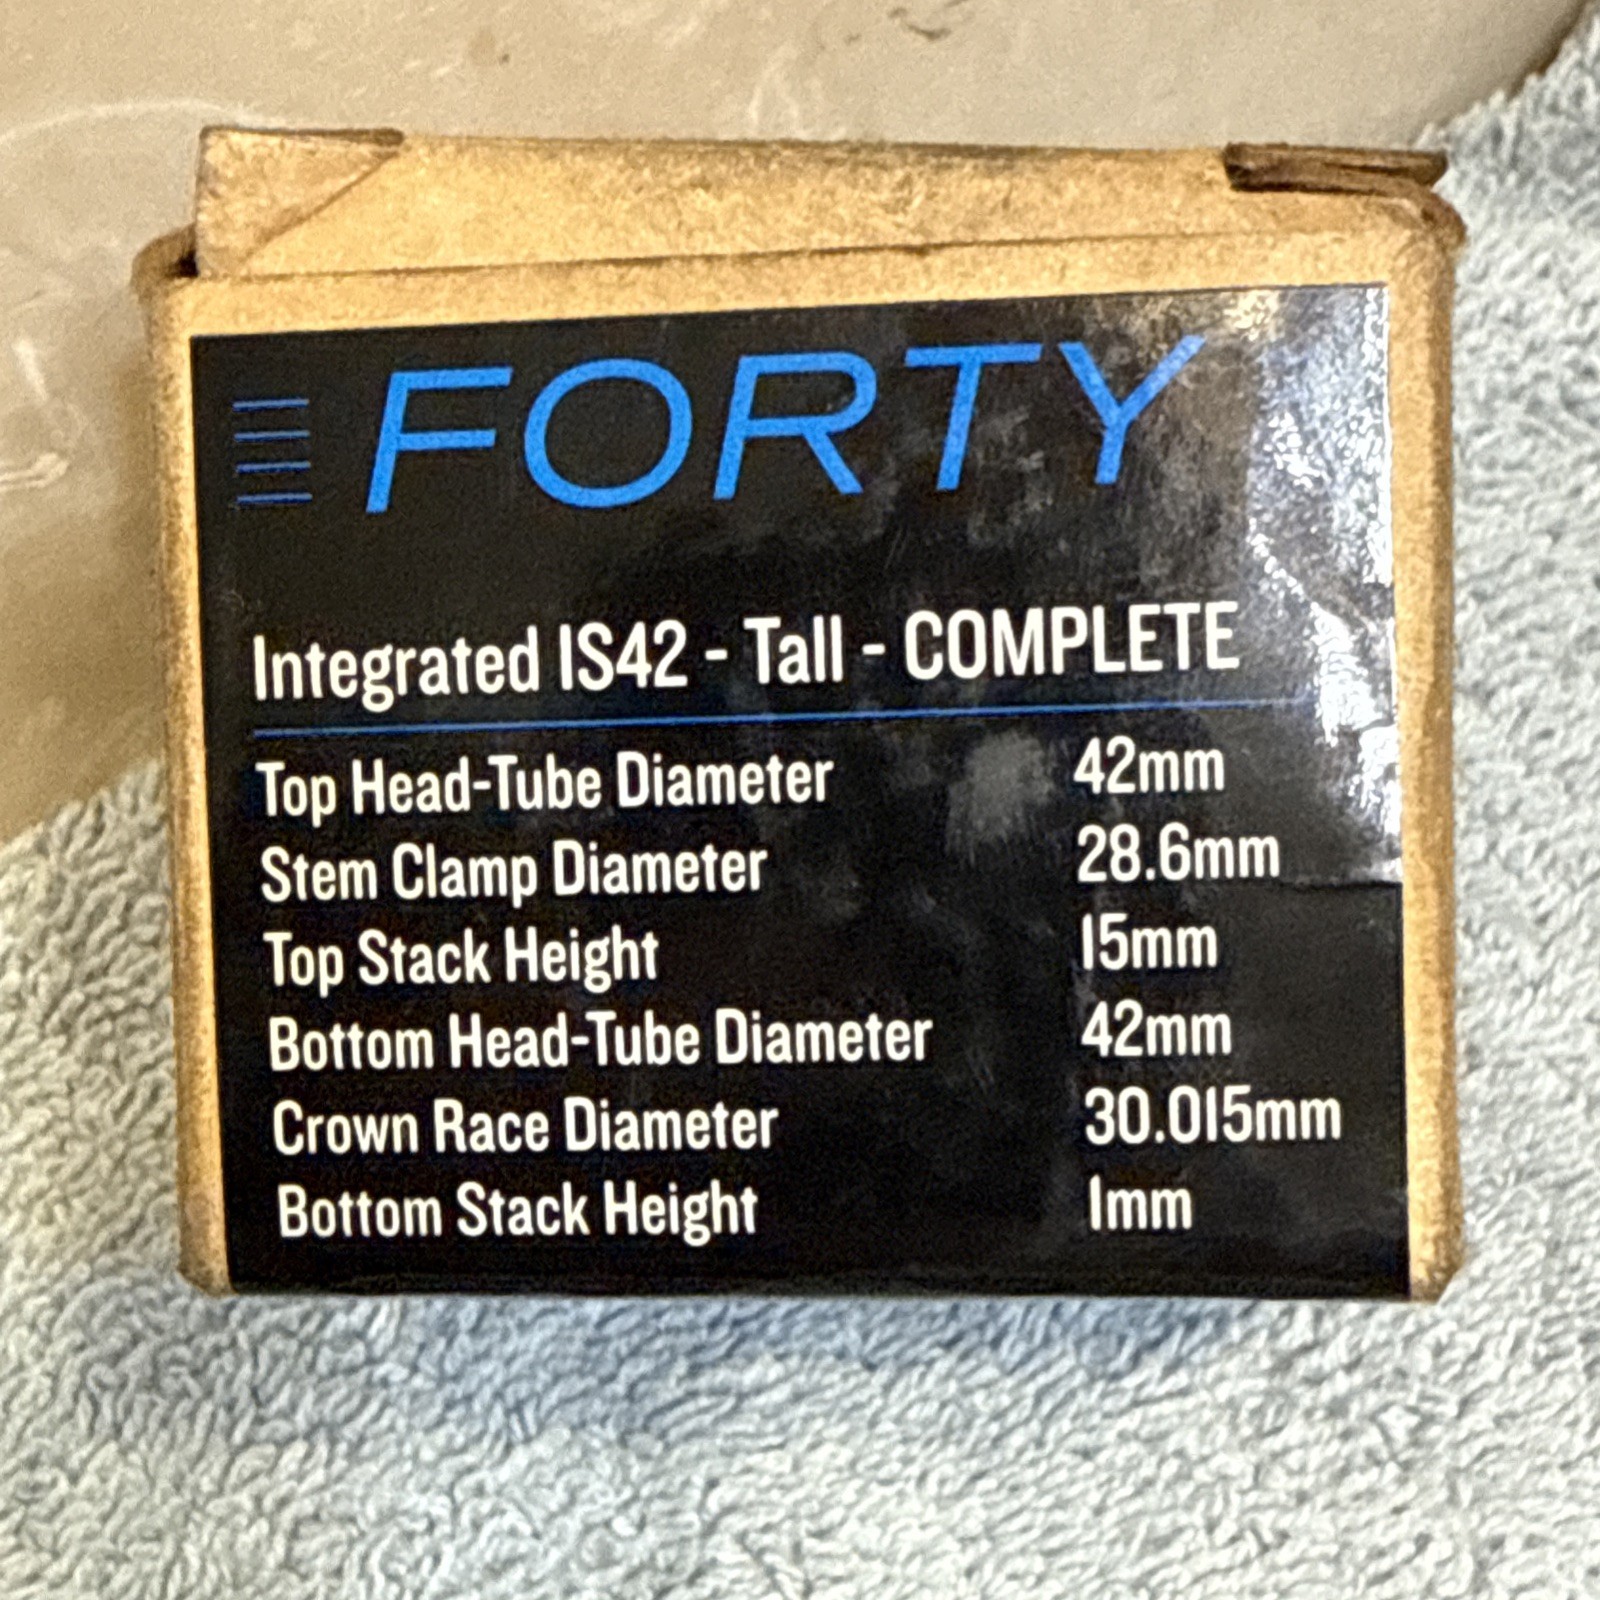 FORTY
Integrated IS42 - Tall - COMPLETE
Top Head-Tube Diameter 42mm
Stem Clamp Diameter 28.6mm
Top Stack Height 15mm
Bottom Head-Tube Diameter 42mm
Crown Race Diameter 30.015mm
Bottom Stack Height 1mm